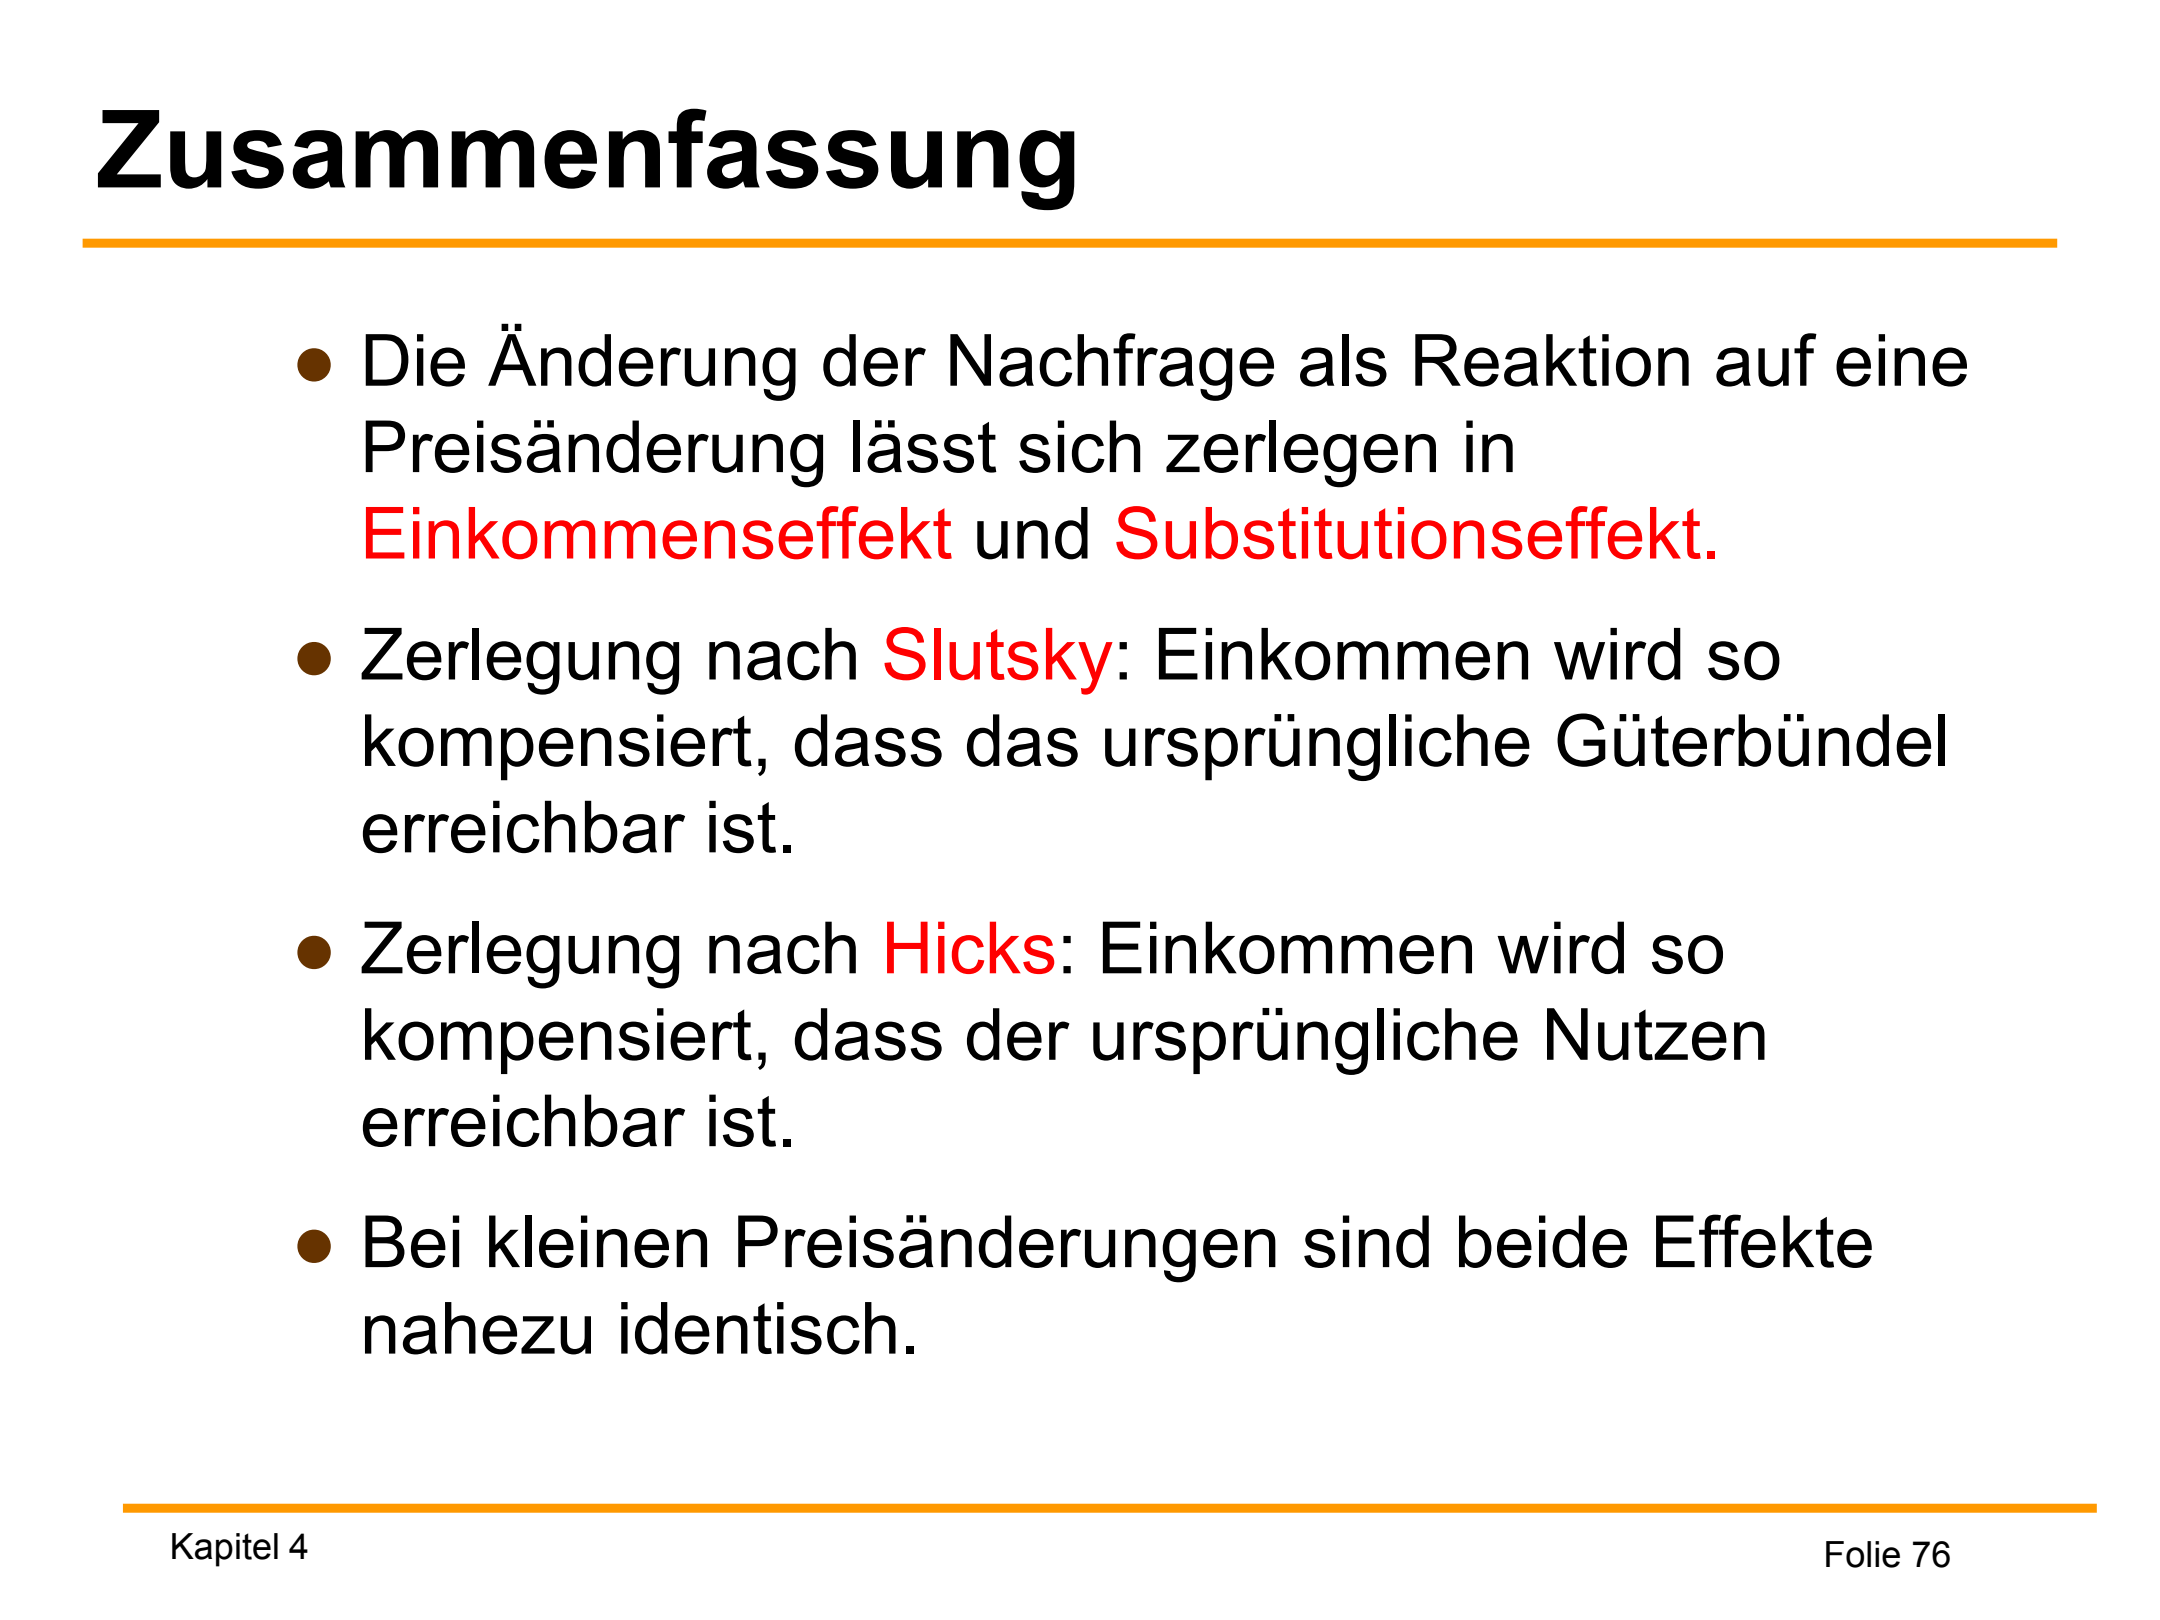 Zusammenfassung
Die Änderung der Nachfrage als Reaktion auf eine
Preisänderung lässt sich zerlegen in
Einkommenseffekt und Substitutionseffekt.
Zerlegung nach Slutsky: Einkommen wird so
kompensiert, dass das ursprüngliche Güterbündel
erreichbar ist.
Zerlegung nach Hicks: Einkommen wird so
kompensiert, dass der ursprüngliche Nutzen
erreichbar ist.
Bei kleinen Preisänderungen sind beide Effekte
nahezu identisch.
Kapitel 4
Folie 76